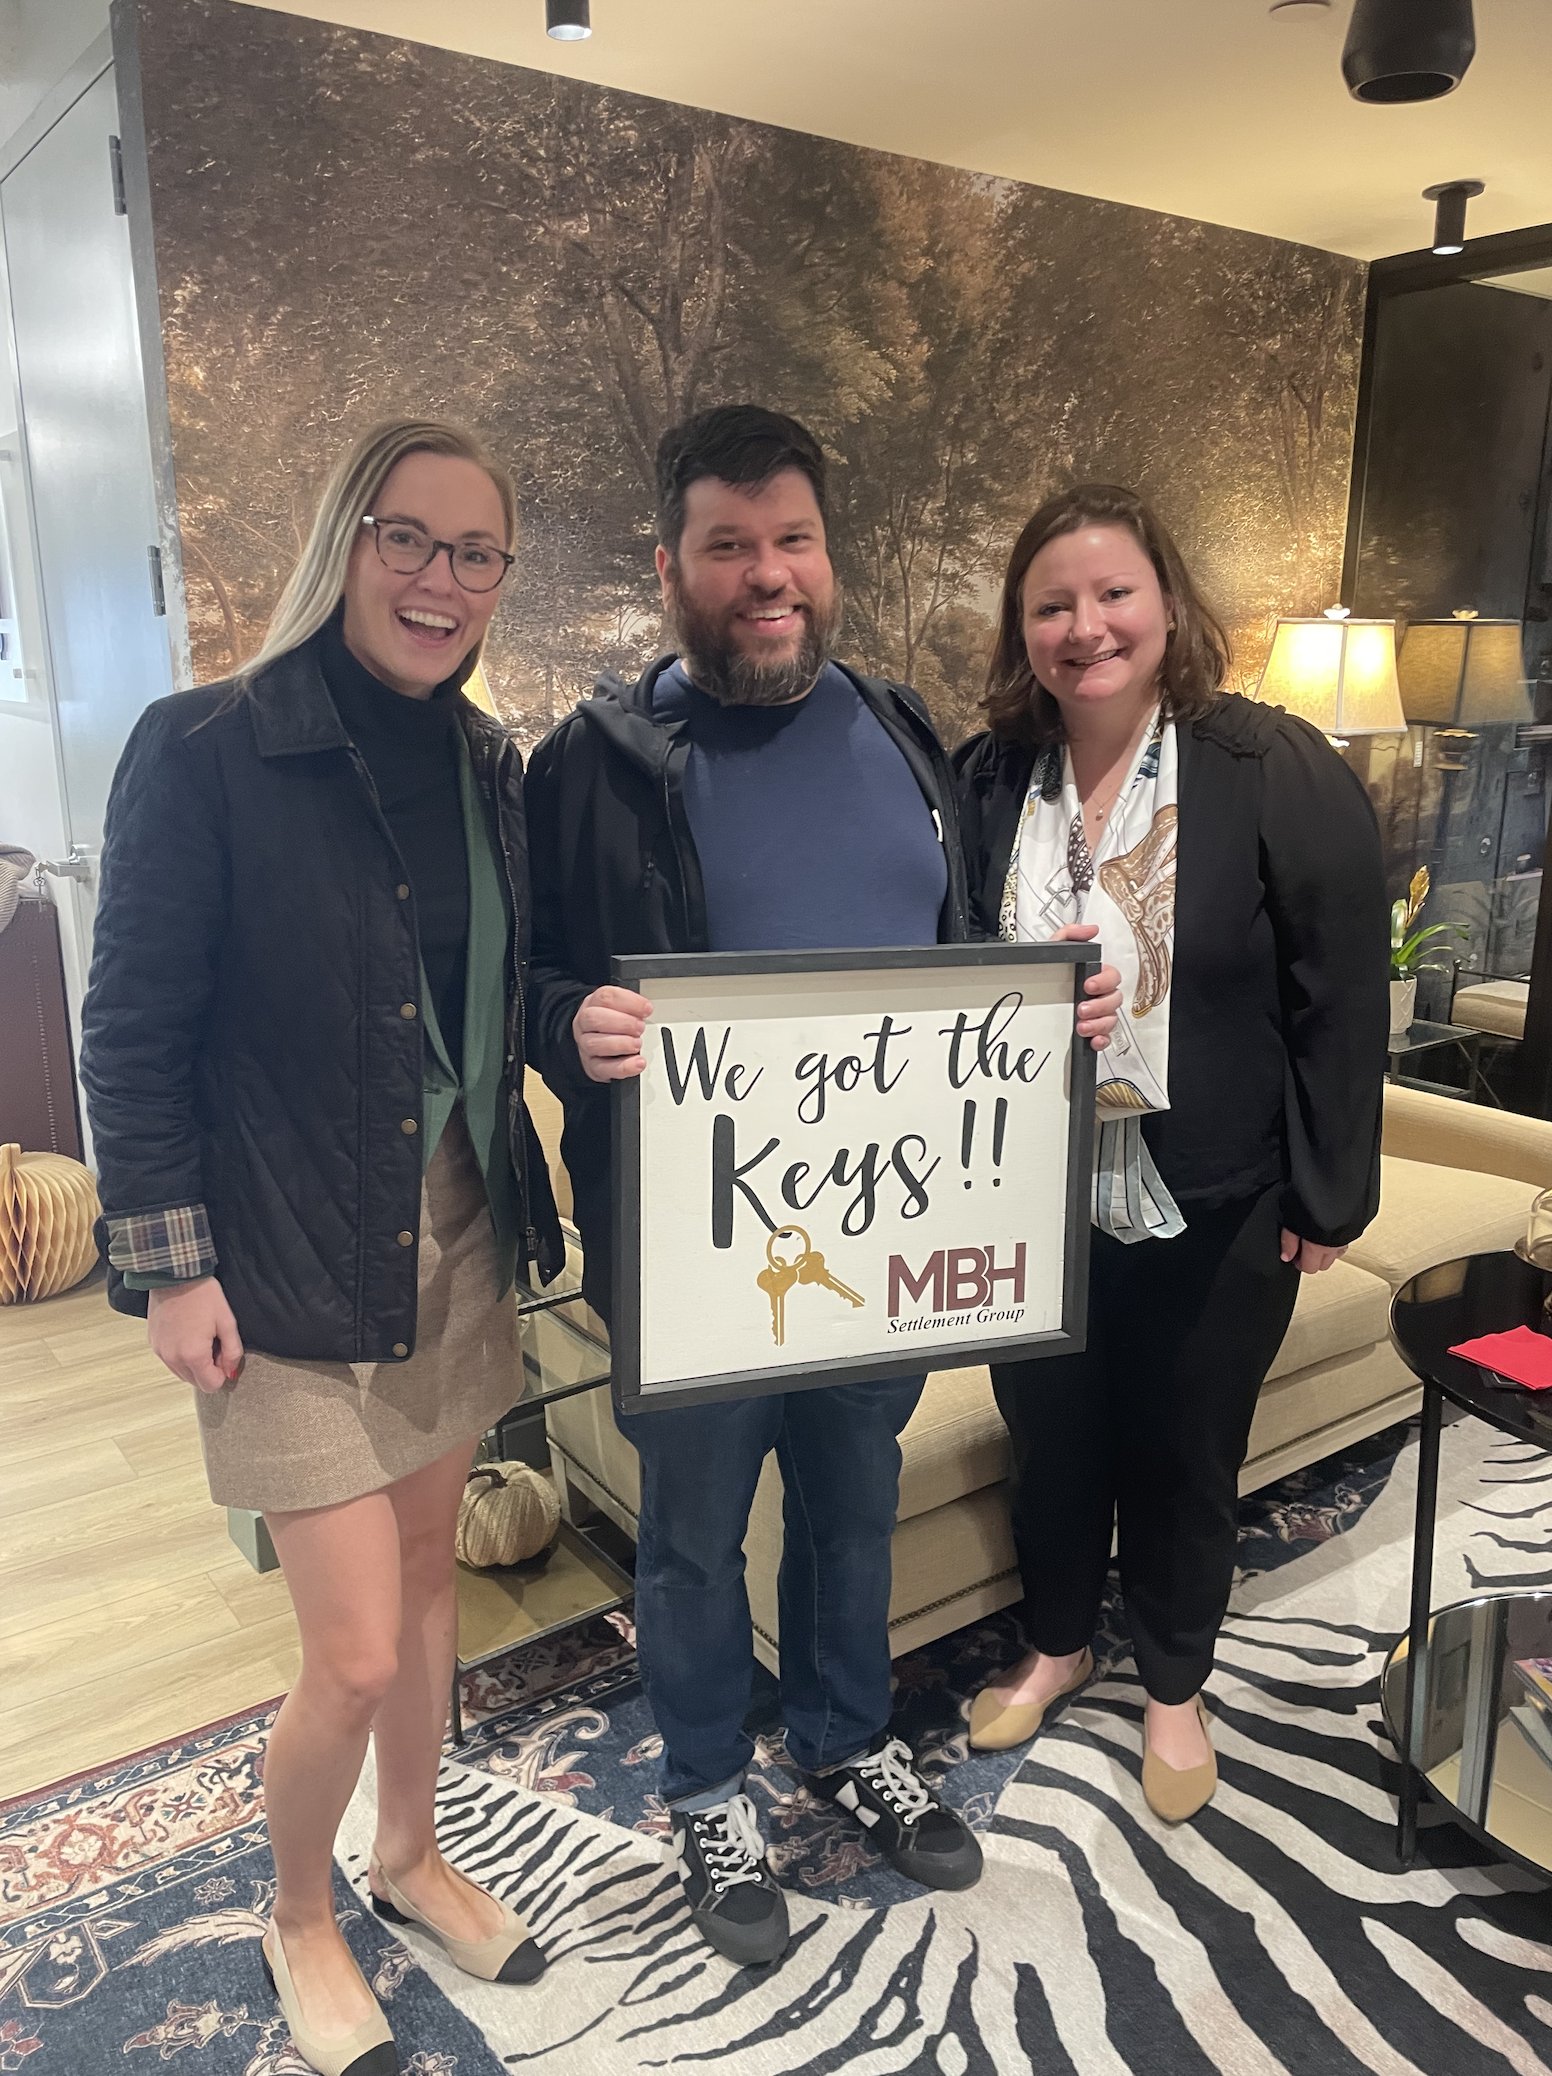 We got the
Keys!!
MBH
Settlement Group